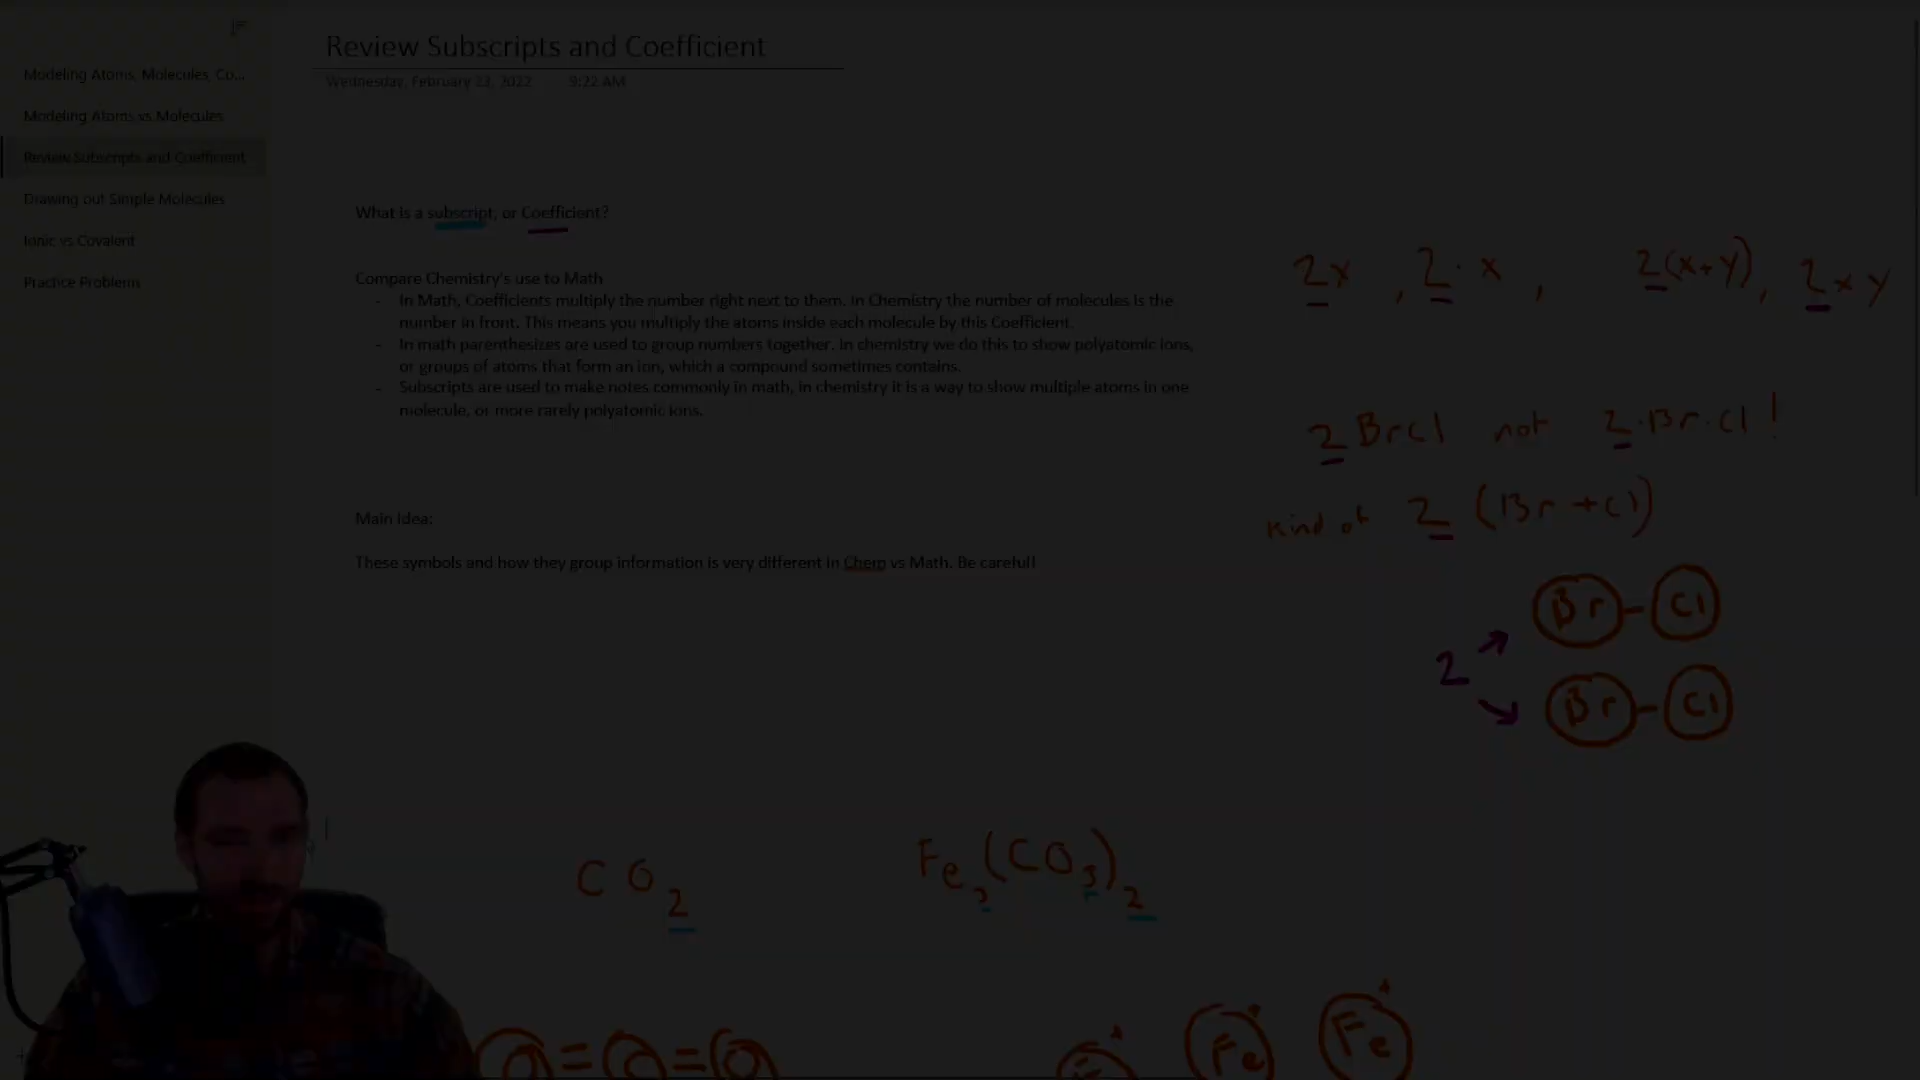 Review Subscripts and Coefficient
Wednesday, February 23, 2022 9:22 AM
Modeling Atoms, Molecules, Co...
Modeling Atoms vs Molecules
Review Subscripts and Coefficient
Drawing out Simple Molecules
Ionic vs Covalent
Practice Problems
What is a subscript, or Coefficient?
Compare Chemistry's use to Math
- In Math, Coefficients multiply the number right next to them. In Chemistry the number of molecules is the
number in front. This means you multiply the atoms inside each molecule by this Coefficient.
- In math parenthesizes are used to group numbers together. In chemistry we do this to show polyatomic ions,
or groups of atoms that form an ion, which a compound sometimes contains.
- Subscripts are used to make notes commonly in math, in chemistry it is a way to show multiple atoms in one
molecule, or more rarely polyatomic ions.
Main idea:
These symbols and how they group information is very different in Chem vs Math. Be careful!
2x , 2·x , 2(x+y), 2xy
2BrCl not 2·Br·Cl!
kind of 2 (Br+Cl)
Br-Cl
2
Br-Cl
CO2
Fe3(CO3)2
Fe Fe